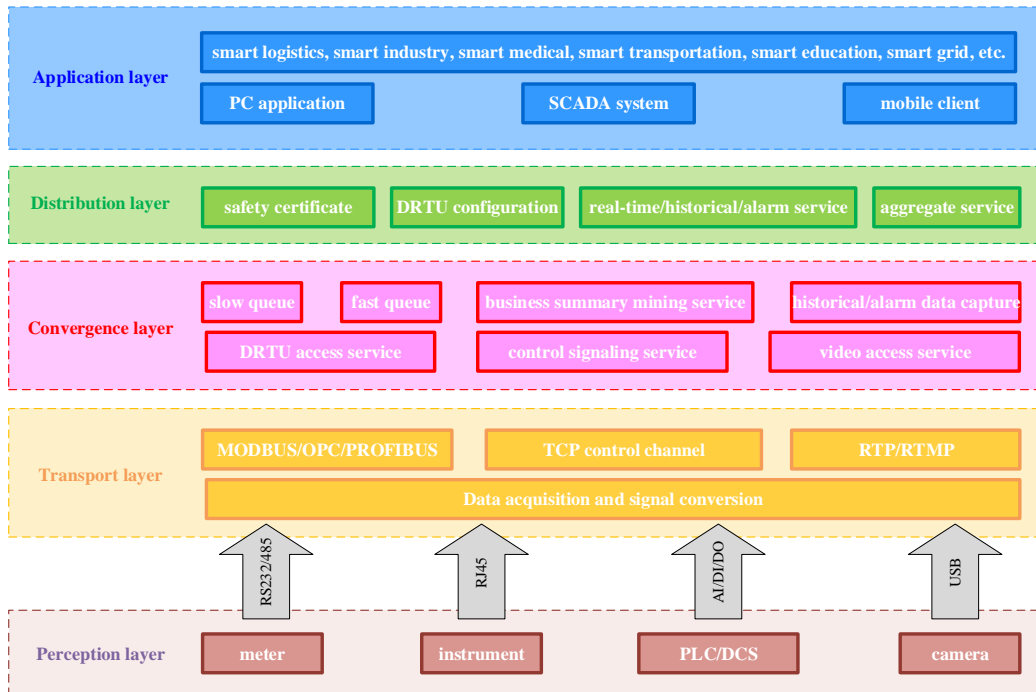 smart logistics, smart industry, smart medical, smart transportation, smart education, smart grid, etc.
Application layer
PC application
SCADA system
mobile client
Distribution layer
safety certificate
DRTU configuration
real-time/historical/alarm service
aggregate service
slow queue
fast queue
business summary mining service
historical/alarm data capture
Convergence layer
DRTU access service
control signaling service
video access service
MODBUS/OPC/PROFIBUS
TCP control channel
RTP/RTMP
Transport layer
Data acquisition and signal conversion
RS232/485
RJ45
AI/DI/DO
USB
Perception layer
meter
instrument
PLC/DCS
camera